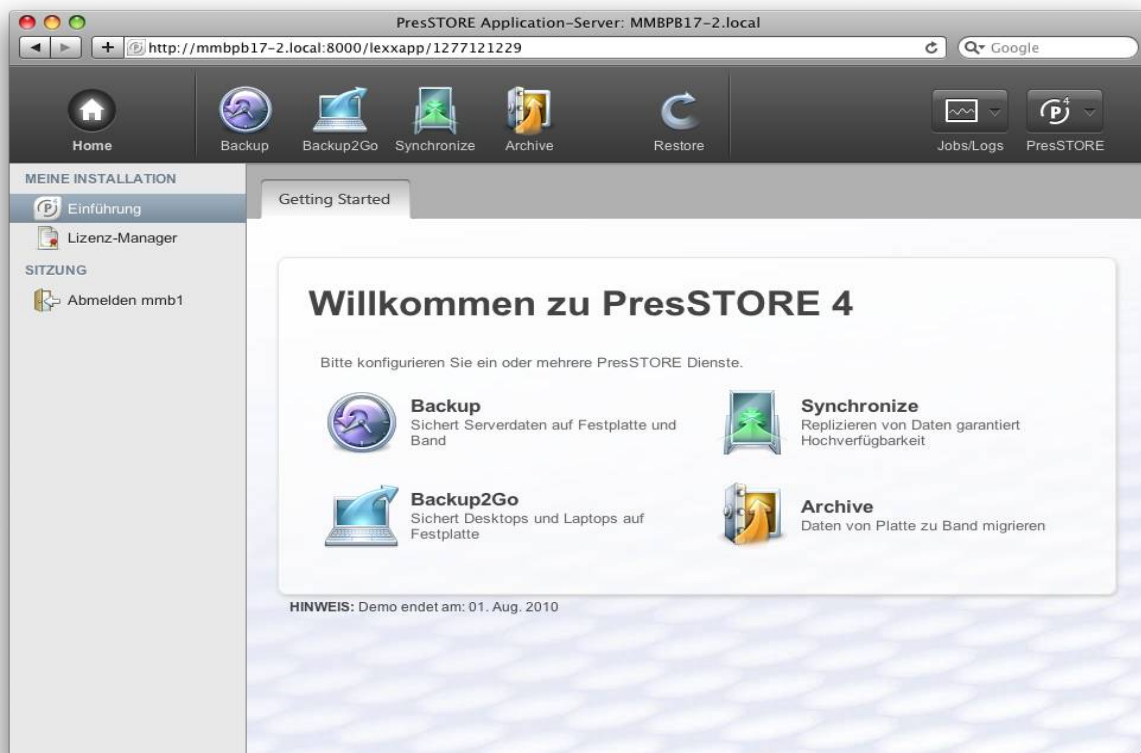 PresSTORE Application-Server: MMBPB17-2.local
http://mmbpb17-2.local:8000/lexxapp/1277121229
Google
Home
Backup
Backup2Go
Synchronize
Archive
Restore
Jobs/Logs
PresSTORE
MEINE INSTALLATION
Einführung
Lizenz-Manager
SITZUNG
Abmelden mmb1
Getting Started
Willkommen zu PresSTORE 4
Bitte konfigurieren Sie ein oder mehrere PresSTORE Dienste.
Backup
Sichert Serverdaten auf Festplatte und
Band
Synchronize
Replizieren von Daten garantiert
Hochverfügbarkeit
Backup2Go
Sichert Desktops und Laptops auf
Festplatte
Archive
Daten von Platte zu Band migrieren
HINWEIS: Demo endet am: 01. Aug. 2010